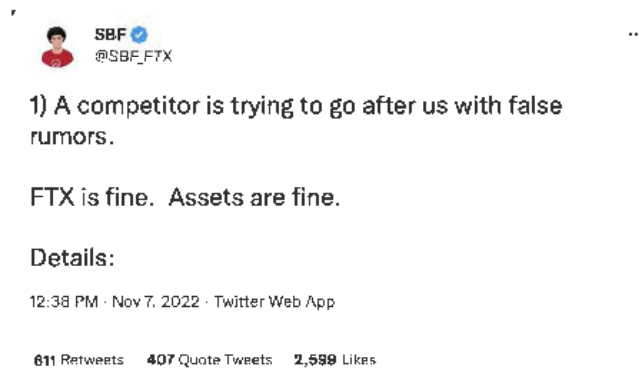 SBF
@SBF_FTX
1) A competitor is trying to go after us with false
rumors.
FTX is fine.  Assets are fine.
Details:
12:38 PM · Nov 7, 2022 · Twitter Web App
611 Retweets 407 Quote Tweets 2,599 Likes